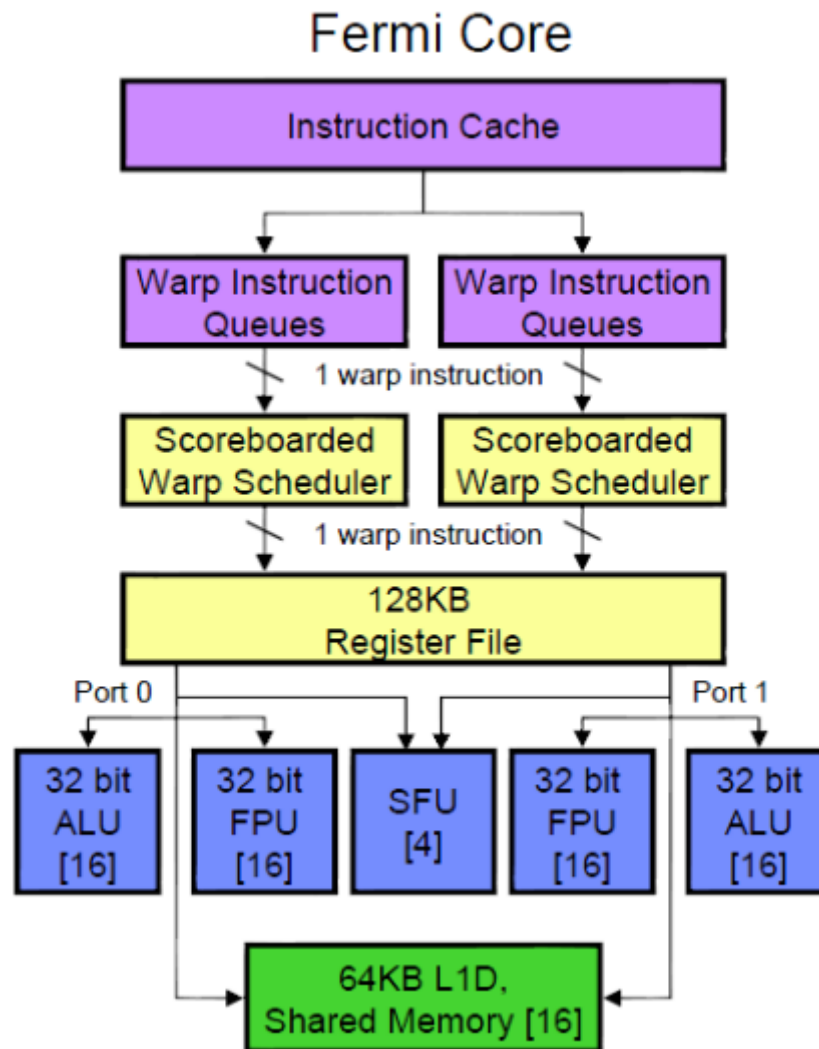 Fermi Core
Instruction Cache
Warp Instruction
Queues
Warp Instruction
Queues
1 warp instruction
Scoreboarded
Warp Scheduler
Scoreboarded
Warp Scheduler
1 warp instruction
128KB
Register File
Port 0
Port 1
32 bit
ALU
[16]
32 bit
FPU
[16]
SFU
[4]
32 bit
FPU
[16]
32 bit
ALU
[16]
64KB L1D,
Shared Memory [16]